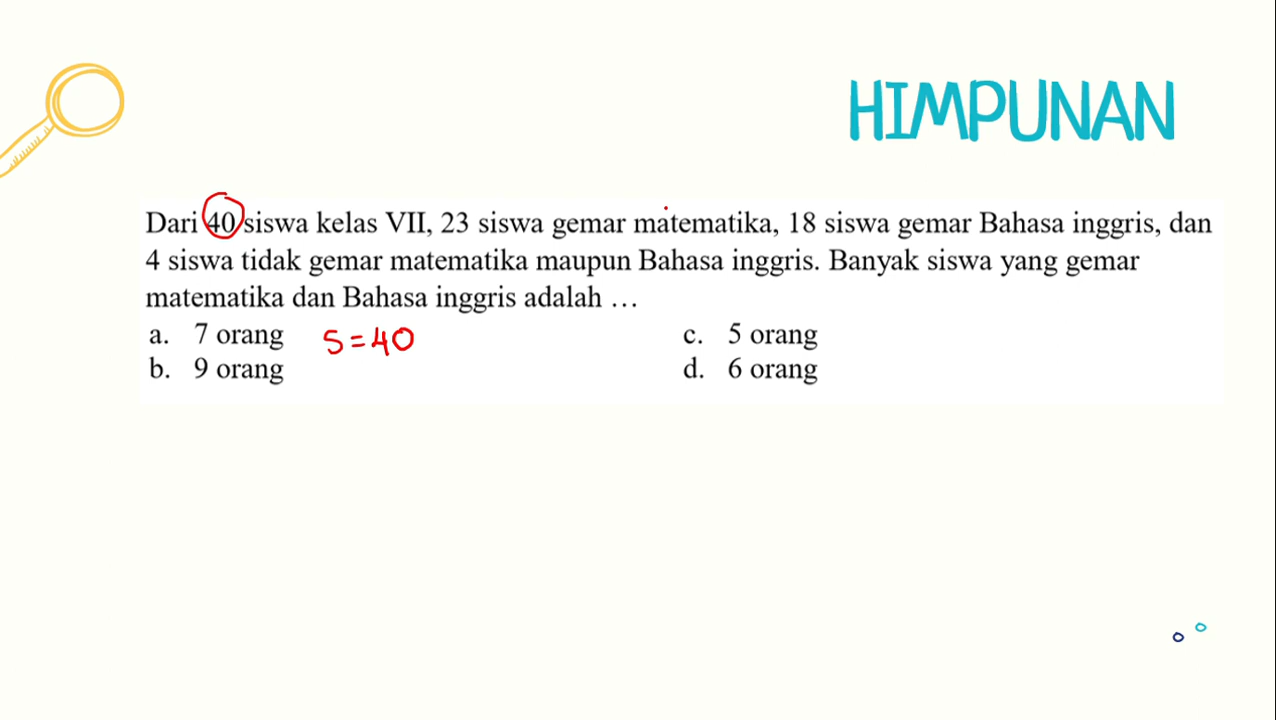 HIMPUNAN
Dari 40 siswa kelas VII, 23 siswa gemar matematika, 18 siswa gemar Bahasa inggris, dan
4 siswa tidak gemar matematika maupun Bahasa inggris. Banyak siswa yang gemar
matematika dan Bahasa inggris adalah …
a. 7 orang S = 40 c. 5 orang
b. 9 orang d. 6 orang